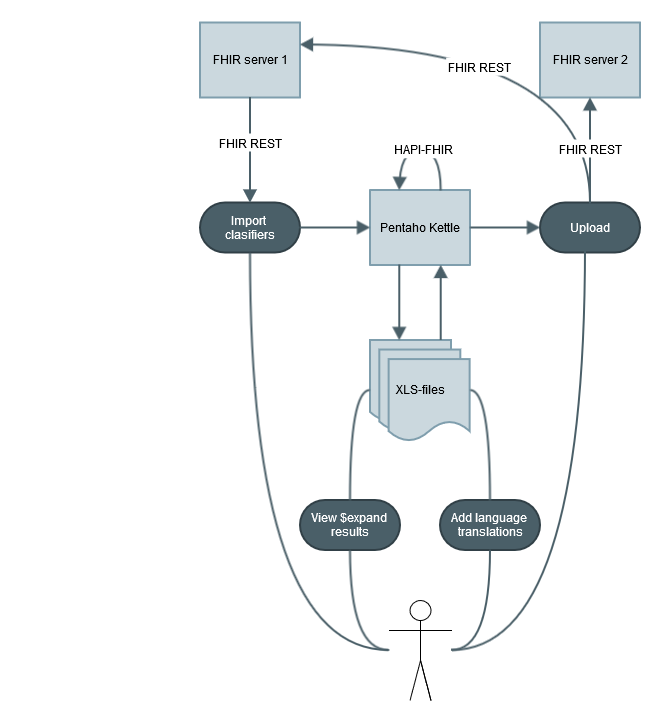 FHIR server 1
FHIR server 2
FHIR REST
FHIR REST
HAPI-FHIR
FHIR REST
Import
clasifiers
Pentaho Kettle
Upload
XLS-files
View $expand
results
Add language
translations